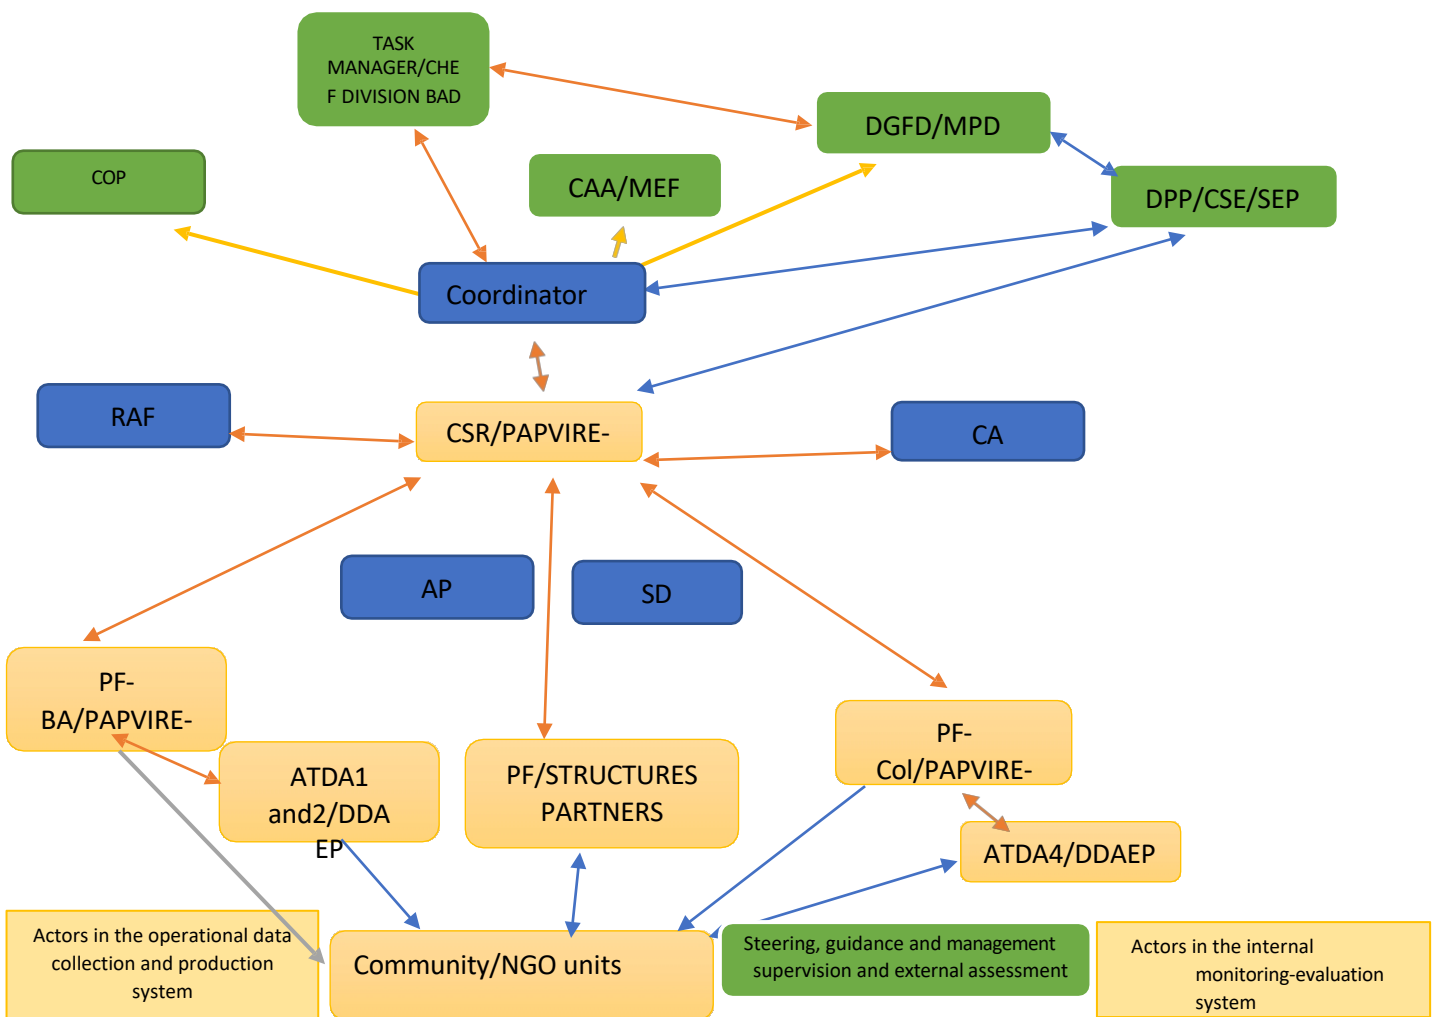 TASK
MANAGER/CHE
F DIVISION BAD
DGFD/MPD
COP
CAA/MEF
DPP/CSE/SEP
Coordinator
RAF
CSR/PAPVIRE-
CA
AP
SD
PF-
BA/PAPVIRE-
ATDA1
and2/DDA
EP
PF/STRUCTURES
PARTNERS
PF-
Col/PAPVIRE-
ATDA4/DDAEP
Actors in the operational data
collection and production
system
Community/NGO units
Steering, guidance and management
supervision and external assessment
Actors in the internal
monitoring-evaluation
system